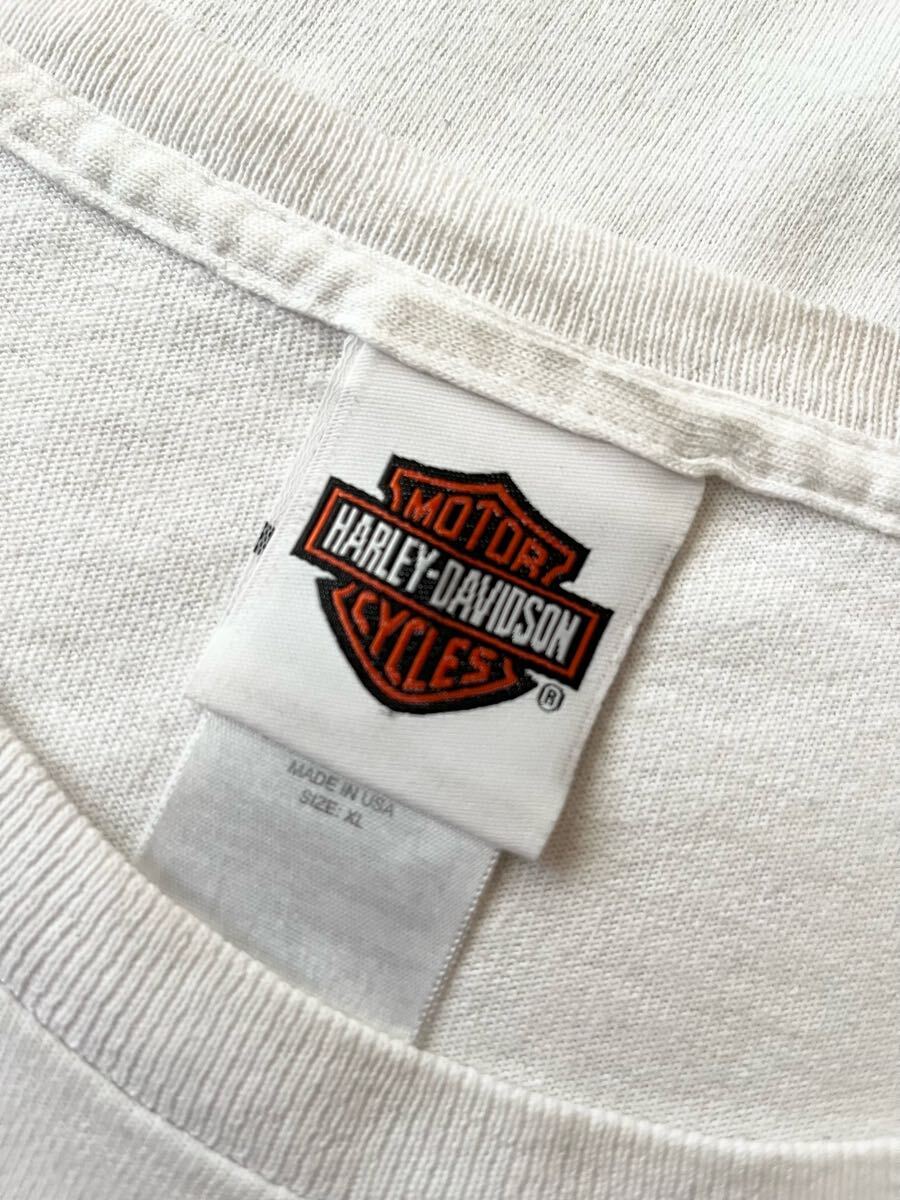 MOTOR
HARLEY-DAVIDSON
CYCLES
®
MADE IN USA
SIZE: XL